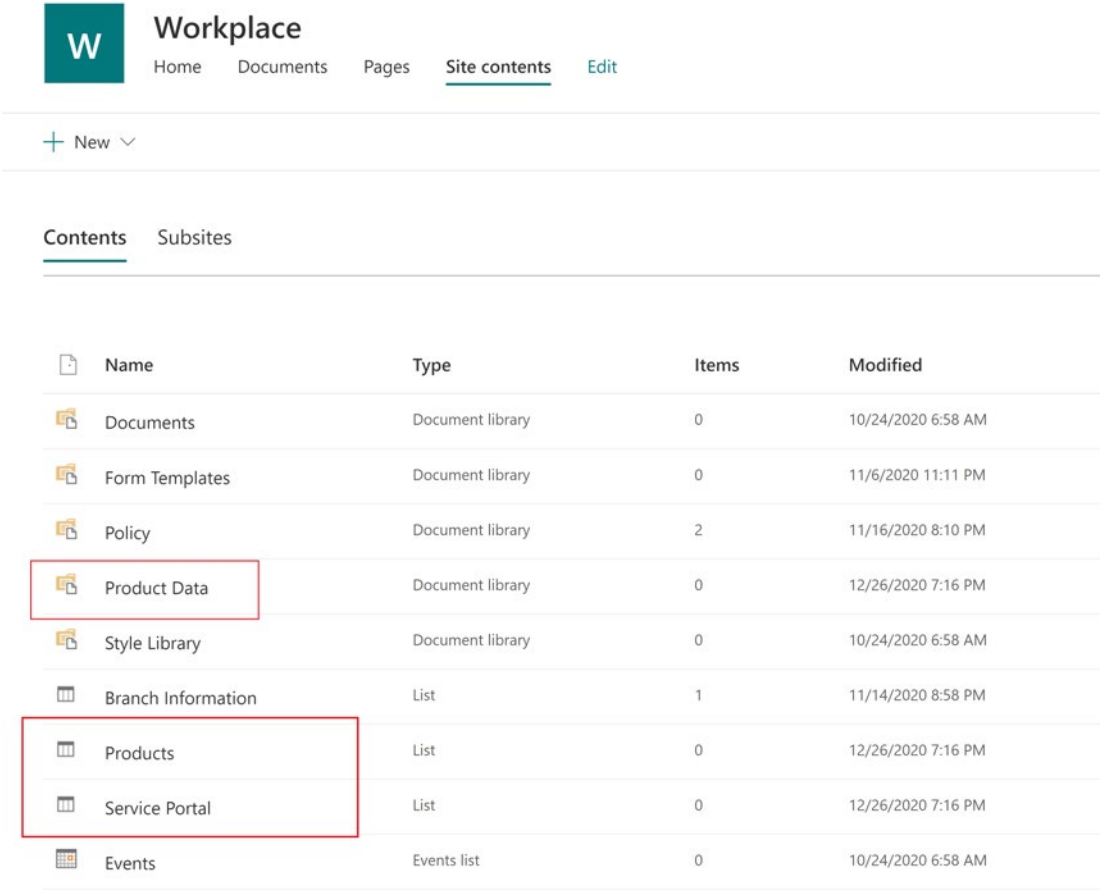 W
Workplace
Home Documents Pages Site contents Edit
+ New
Contents Subsites
Name Type Items Modified
Documents Document library 0 10/24/2020 6:58 AM
Form Templates Document library 0 11/6/2020 11:11 PM
Policy Document library 2 11/16/2020 8:10 PM
Product Data Document library 0 12/26/2020 7:16 PM
Style Library Document library 0 10/24/2020 6:58 AM
Branch Information List 1 11/14/2020 8:58 PM
Products List 0 12/26/2020 7:16 PM
Service Portal List 0 12/26/2020 7:16 PM
Events Events list 0 10/24/2020 6:58 AM